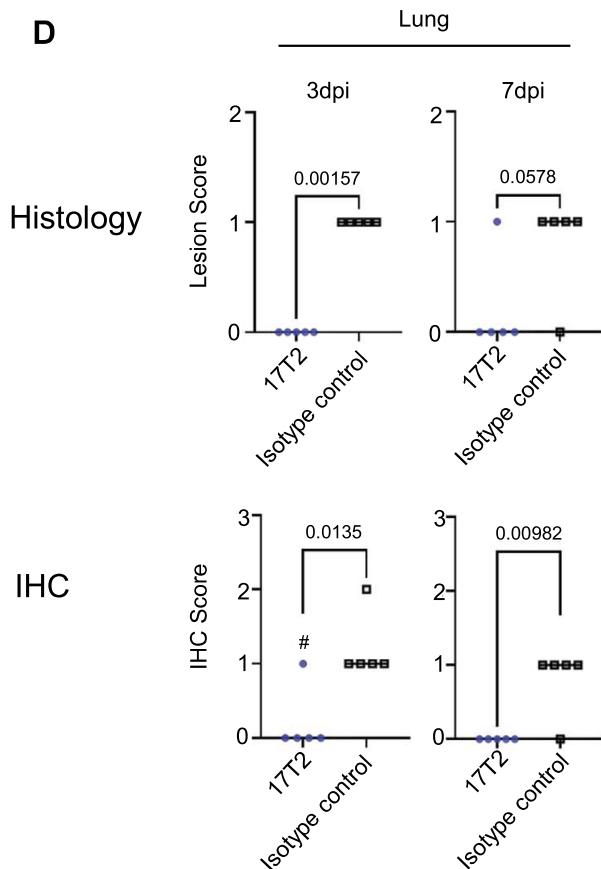 D
Lung
3dpi
7dpi
Histology
Lesion Score
2
1
0
0.00157
17T2
Isotype control
2
1
0
0.0578
17T2
Isotype control
IHC
IHC Score
3
2
1
0
0.0135
#
17T2
Isotype control
3
2
1
0
0.00982
17T2
Isotype control